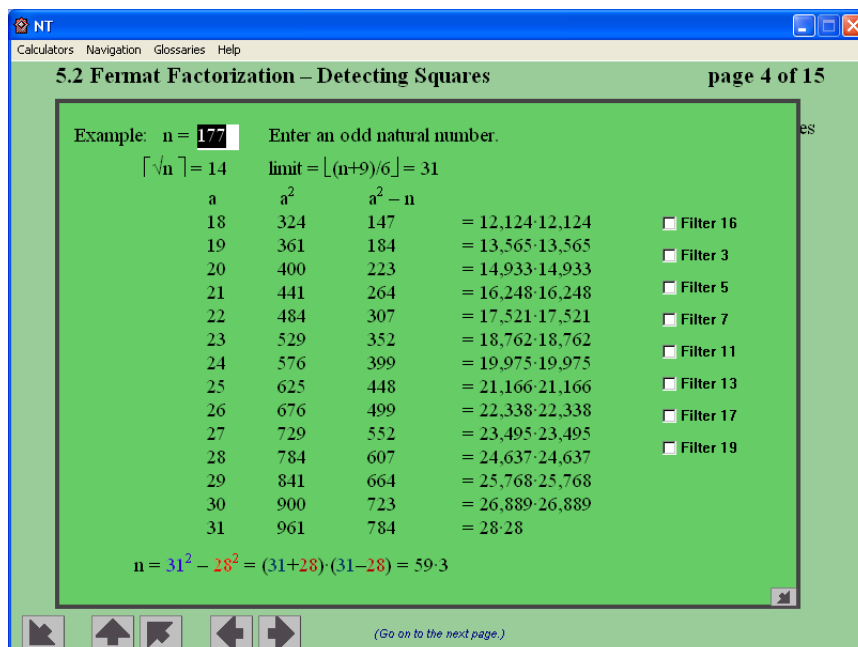 NT
Calculators Navigation Glossaries Help
5.2 Fermat Factorization – Detecting Squares page 4 of 15
es
Example: n = 177 Enter an odd natural number.
⌈√n⌉ = 14 limit = ⌊(n+9)/6⌋ = 31
a a² a² – n
18 324 147 = 12,124·12,124 Filter 16
19 361 184 = 13,565·13,565 Filter 3
20 400 223 = 14,933·14,933
21 441 264 = 16,248·16,248 Filter 5
22 484 307 = 17,521·17,521 Filter 7
23 529 352 = 18,762·18,762 Filter 11
24 576 399 = 19,975·19,975
25 625 448 = 21,166·21,166 Filter 13
26 676 499 = 22,338·22,338 Filter 17
27 729 552 = 23,495·23,495 Filter 19
28 784 607 = 24,637·24,637
29 841 664 = 25,768·25,768
30 900 723 = 26,889·26,889
31 961 784 = 28·28
n = 31² – 28² = (31+28)·(31–28) = 59·3
(Go on to the next page.)